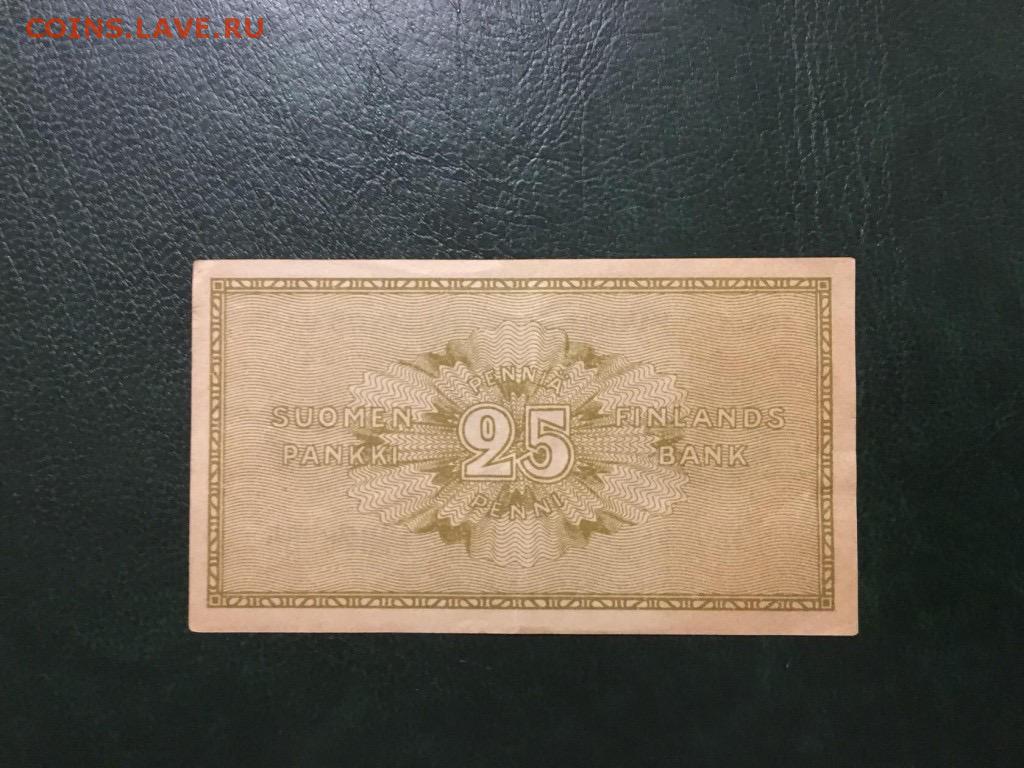 COINS.LAVE.RU
PENNIÄ
SUOMEN 25 FINLANDS
PANKKI BANK
PENNI